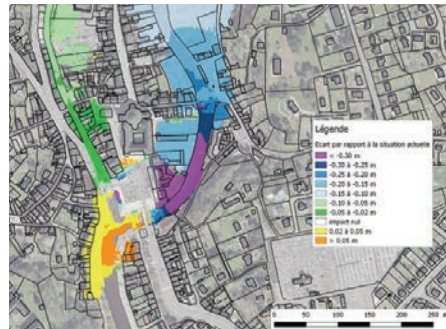 Légende
Ecart par rapport à la situation actuelle
< -0.30 m
-0.30 à -0.25 m
-0.25 à -0.20 m
-0.20 à -0.15 m
-0.15 à -0.10 m
-0.10 à -0.05 m
-0.05 à -0.02 m
impact nul
0.02 à 0.05 m
> 0.05 m
0 50 100 150 200 250 m